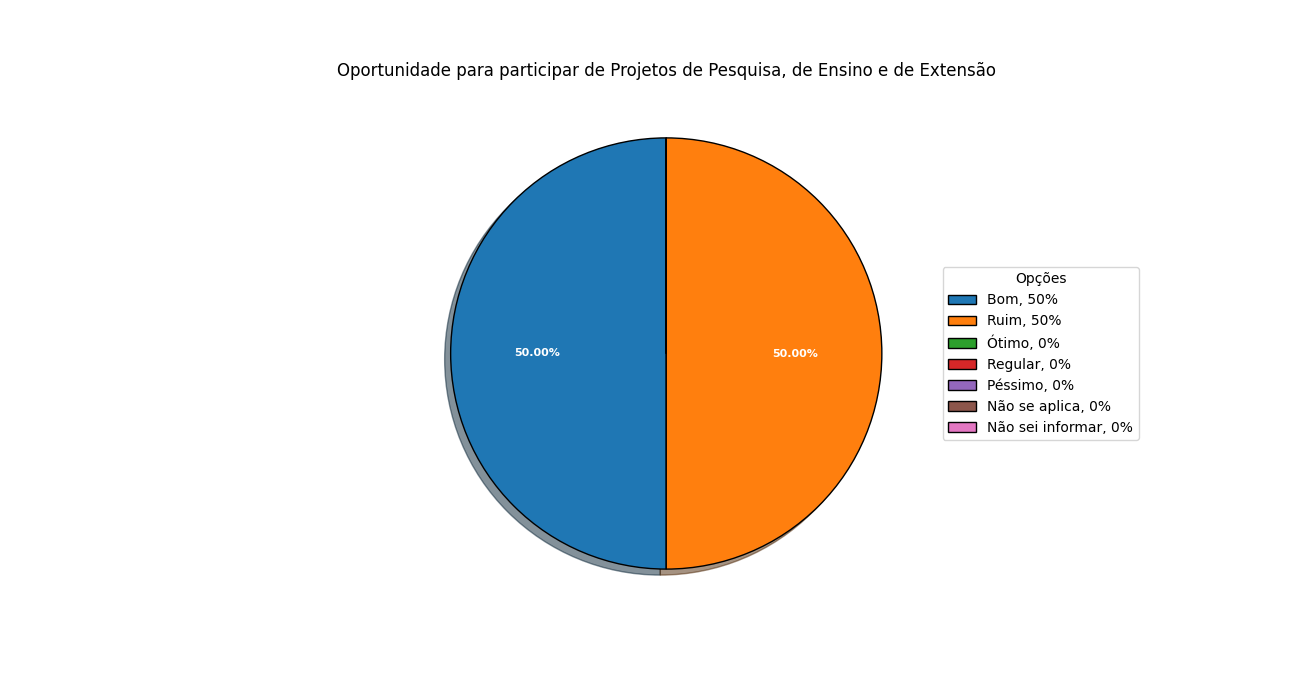 Oportunidade para participar de Projetos de Pesquisa, de Ensino e de Extensão
50.00%
50.00%
Opções
Bom, 50%
Ruim, 50%
Ótimo, 0%
Regular, 0%
Péssimo, 0%
Não se aplica, 0%
Não sei informar, 0%